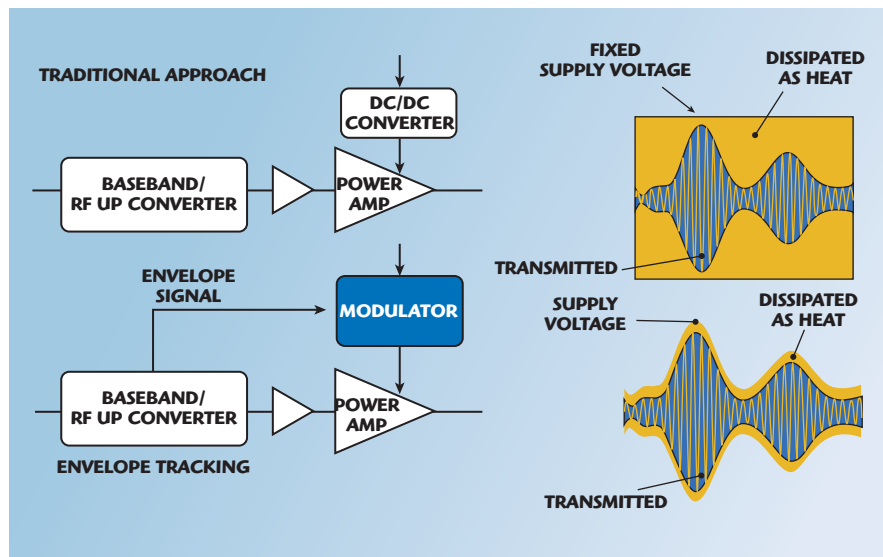 TRADITIONAL APPROACH
DC/DC
CONVERTER
BASEBAND/
RF UP CONVERTER
POWER
AMP
FIXED
SUPPLY VOLTAGE
DISSIPATED
AS HEAT
TRANSMITTED
ENVELOPE
SIGNAL
MODULATOR
BASEBAND/
RF UP CONVERTER
POWER
AMP
ENVELOPE TRACKING
SUPPLY
VOLTAGE
DISSIPATED
AS HEAT
TRANSMITTED